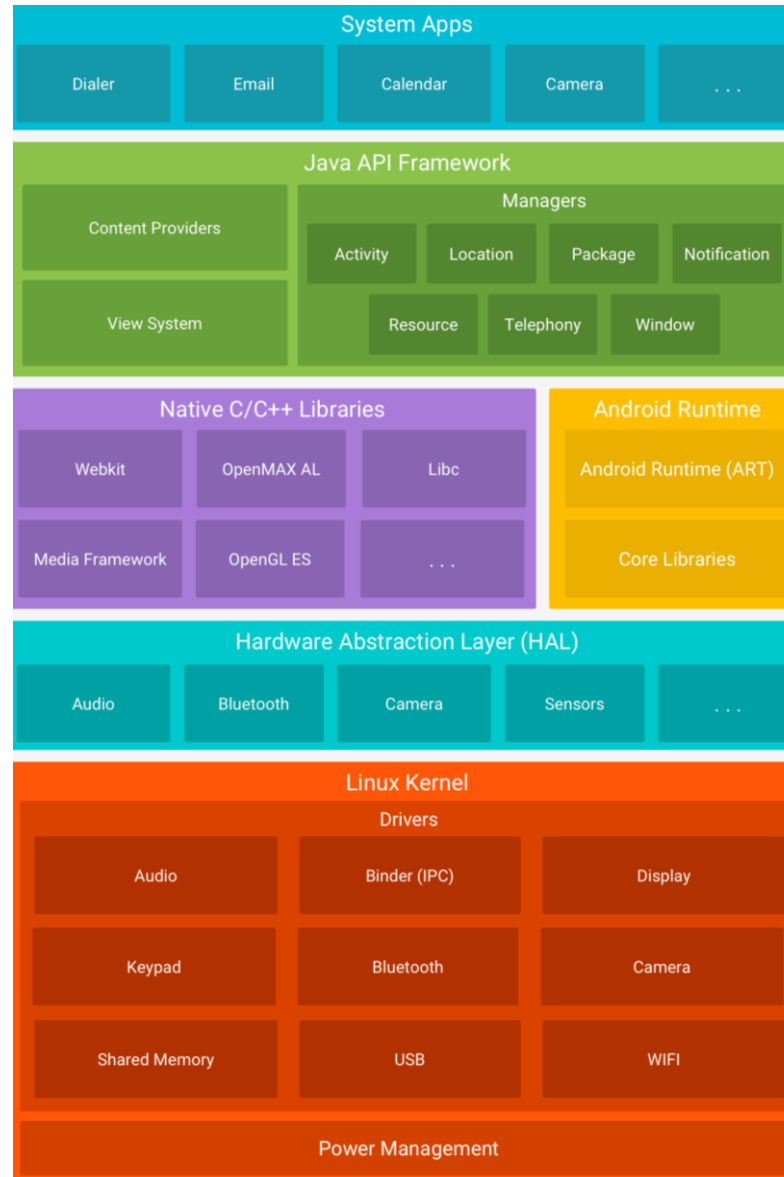 System Apps
Dialer
Email
Calendar
Camera
. . .
Java API Framework
Content Providers
View System
Managers
Activity
Location
Package
Notification
Resource
Telephony
Window
Native C/C++ Libraries
Webkit
OpenMAX AL
Libc
Media Framework
OpenGL ES
. . .
Android Runtime
Android Runtime (ART)
Core Libraries
Hardware Abstraction Layer (HAL)
Audio
Bluetooth
Camera
Sensors
. . .
Linux Kernel
Drivers
Audio
Binder (IPC)
Display
Keypad
Bluetooth
Camera
Shared Memory
USB
WIFI
Power Management